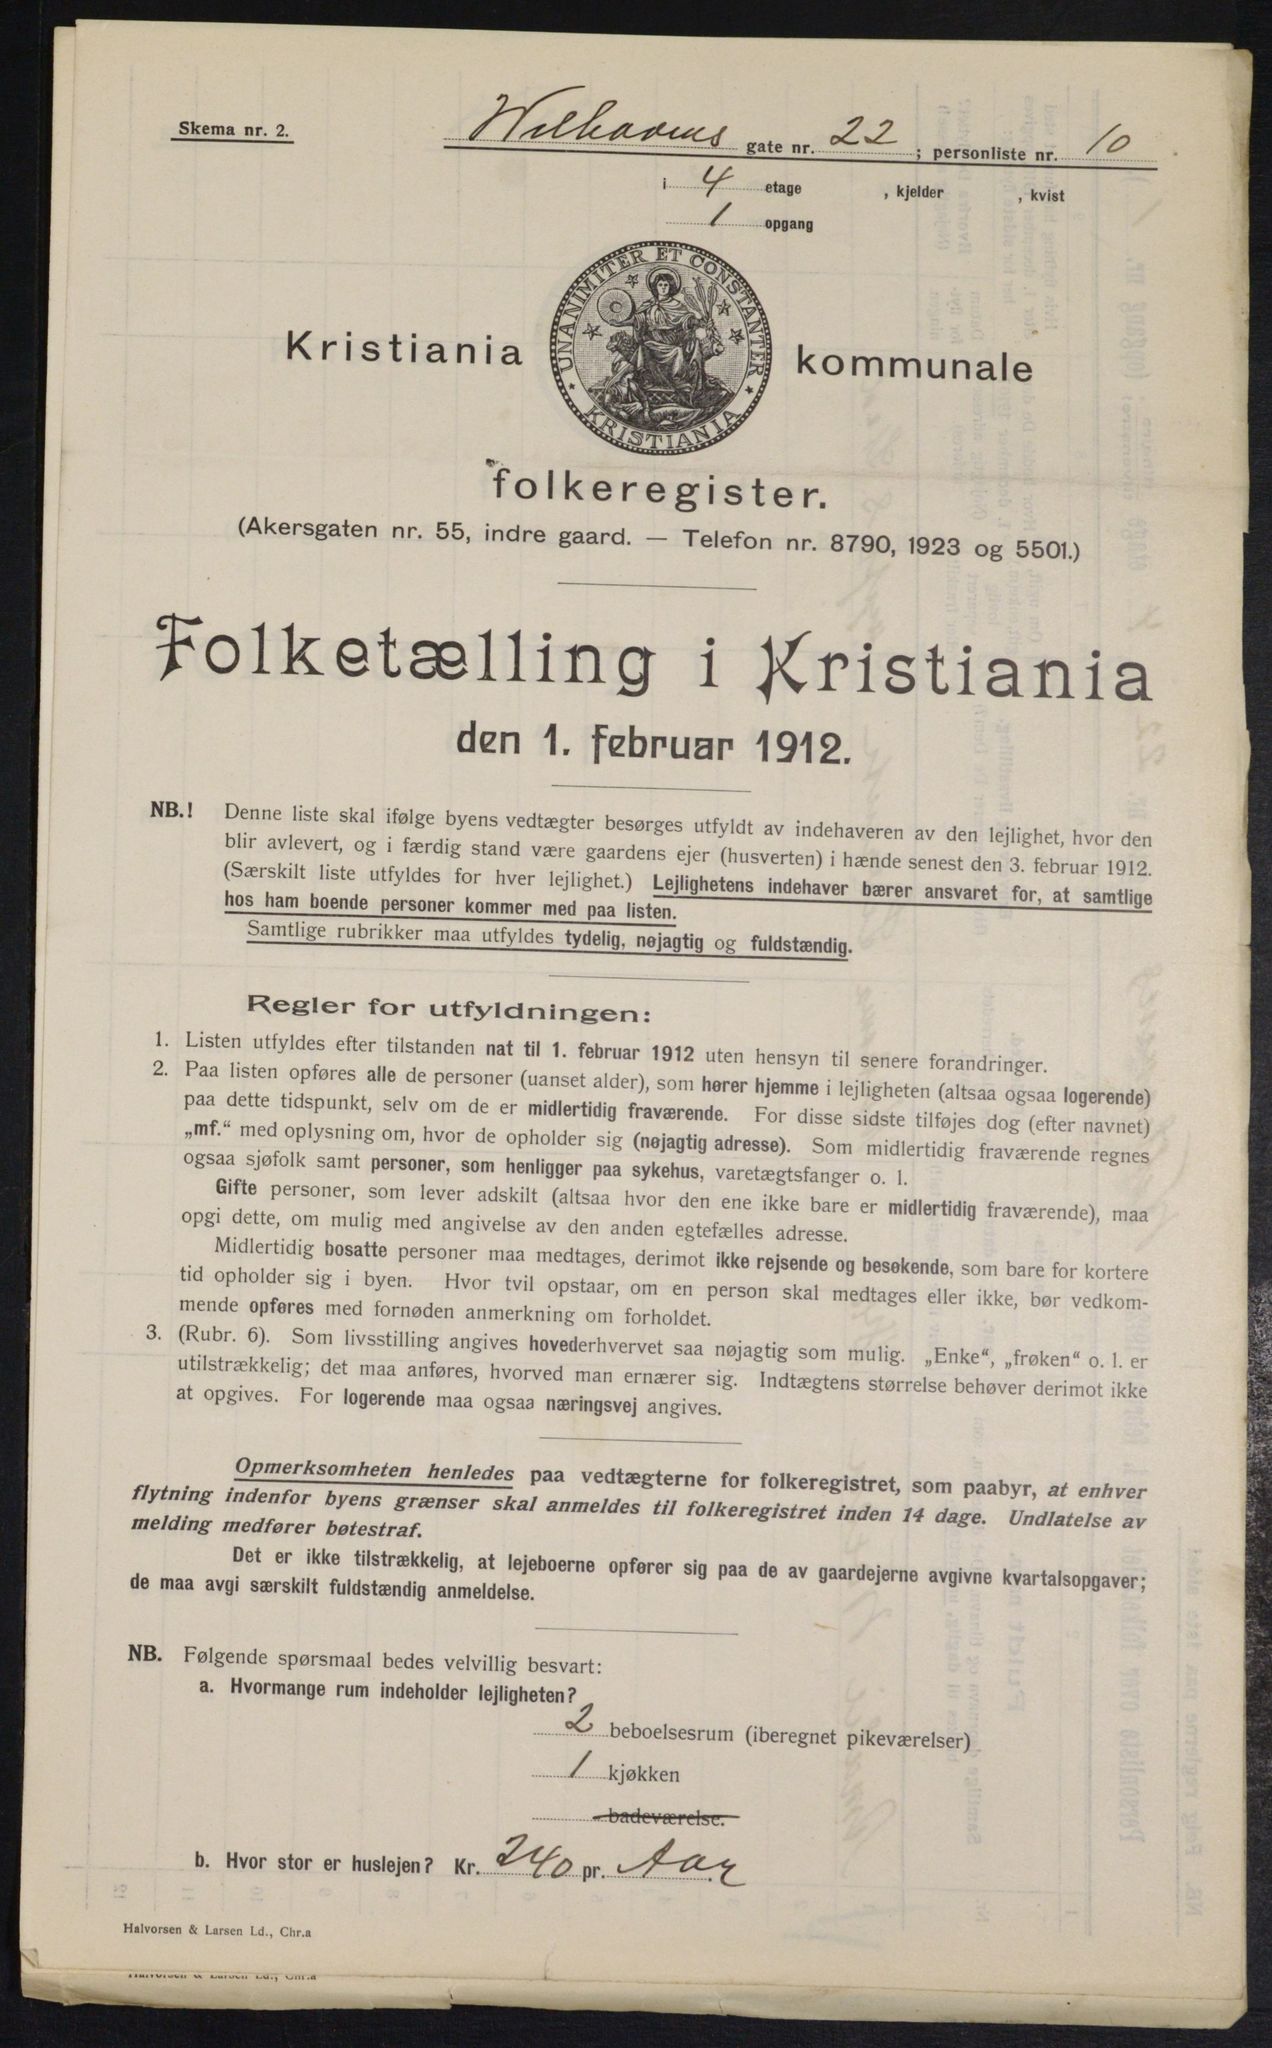 Skema nr. 2.
Welhavens gate nr. 22 ; personliste nr. 10
i 4 etage , kjelder , kvist
1 opgang
UNANIMITER ET CONSTANTER
KRISTIANIA
Kristiania kommunale
folkeregister.
(Akersgaten nr. 55, indre gaard. — Telefon nr. 8790, 1923 og 5501.)
Folketælling i Kristiania
den 1. februar 1912.
NB.! Denne liste skal ifølge byens vedtægter besørges utfyldt av indehaveren av den lejlighet, hvor den
blir avlevert, og i færdig stand være gaardens ejer (husverten) i hænde senest den 3. februar 1912.
(Særskilt liste utfyldes for hver lejlighet.) Lejlighetens indehaver bærer ansvaret for, at samtlige
hos ham boende personer kommer med paa listen.
Samtlige rubrikker maa utfyldes tydelig, nøjagtig og fuldstændig.
Regler for utfyldningen:
1. Listen utfyldes efter tilstanden nat til 1. februar 1912 uten hensyn til senere forandringer.
2. Paa listen opføres alle de personer (uanset alder), som hører hjemme i lejligheten (altsaa ogsaa logerende)
paa dette tidspunkt, selv om de er midlertidig fraværende. For disse sidste tilføjes dog (efter navnet)
„mf.“ med oplysning om, hvor de opholder sig (nøjagtig adresse). Som midlertidig fraværende regnes
ogsaa sjøfolk samt personer, som henligger paa sykehus, varetægtsfanger o. l.
Gifte personer, som lever adskilt (altsaa hvor den ene ikke bare er midlertidig fraværende), maa
opgi dette, om mulig med angivelse av den anden egtefælles adresse.
Midlertidig bosatte personer maa medtages, derimot ikke rejsende og besøkende, som bare for kortere
tid opholder sig i byen. Hvor tvil opstaar, om en person skal medtages eller ikke, bør vedkom-
mende opføres med fornøden anmerkning om forholdet.
3. (Rubr. 6). Som livsstilling angives hovederhvervet saa nøjagtig som mulig. „Enke“, „frøken“ o. l. er
utilstrækkelig; det maa anføres, hvorved man ernærer sig. Indtægtens størrelse behøver derimot ikke
at opgives. For logerende maa ogsaa næringsvej angives.
Opmerksomheten henledes paa vedtægterne for folkeregistret, som paabyr, at enhver
flytning indenfor byens grænser skal anmeldes til folkeregistret inden 14 dage. Undlatelse av
melding medfører bøtestraf.
Det er ikke tilstrækkelig, at lejeboerne opfører sig paa de av gaardejerne avgivne kvartalsopgaver;
de maa avgi særskilt fuldstændig anmeldelse.
NB. Følgende spørsmaal bedes velvillig besvart:
a. Hvormange rum indeholder lejligheten?
2 beboelsesrum (iberegnet pikeværelser)
1 kjøkken
badeværelse.
b. Hvor stor er huslejen? Kr. 240 pr. Aar
Halvorsen & Larsen Ld., Chr.a
Halvorsen & Larsen Ld., Chr.a